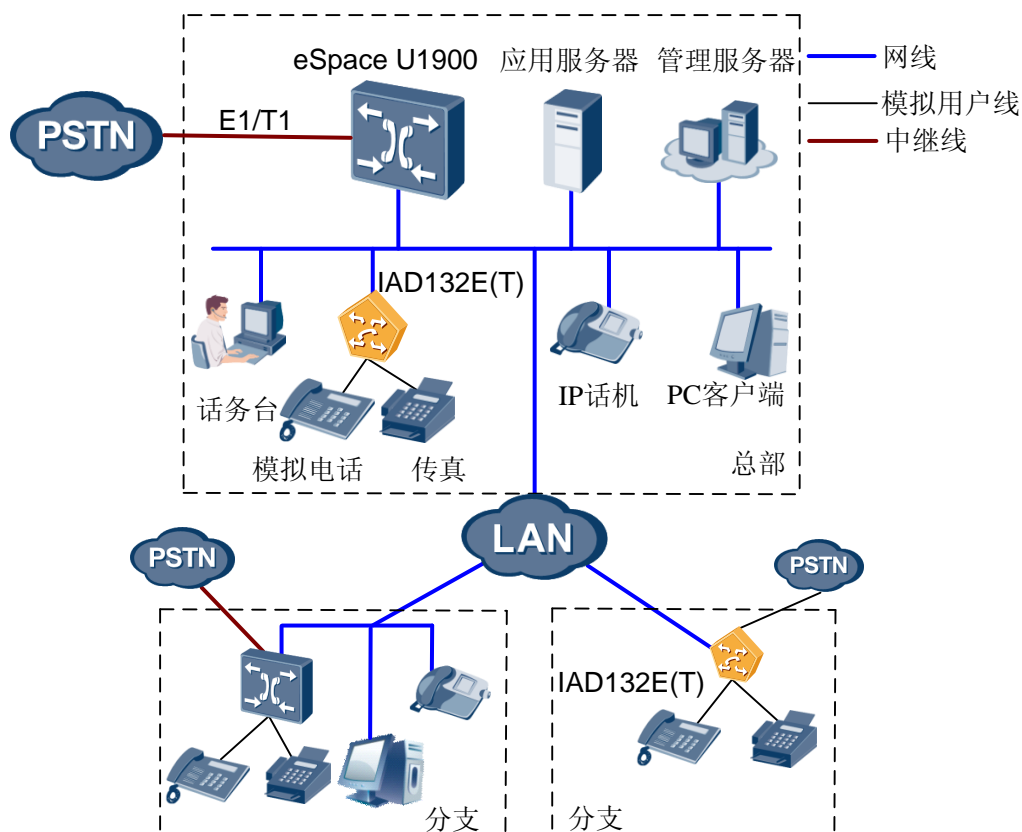 eSpace U1900
应用服务器
管理服务器
网线
模拟用户线
中继线
PSTN
E1/T1
IAD132E(T)
话务台
IP话机
PC客户端
模拟电话
传真
总部
LAN
PSTN
PSTN
IAD132E(T)
分支
分支